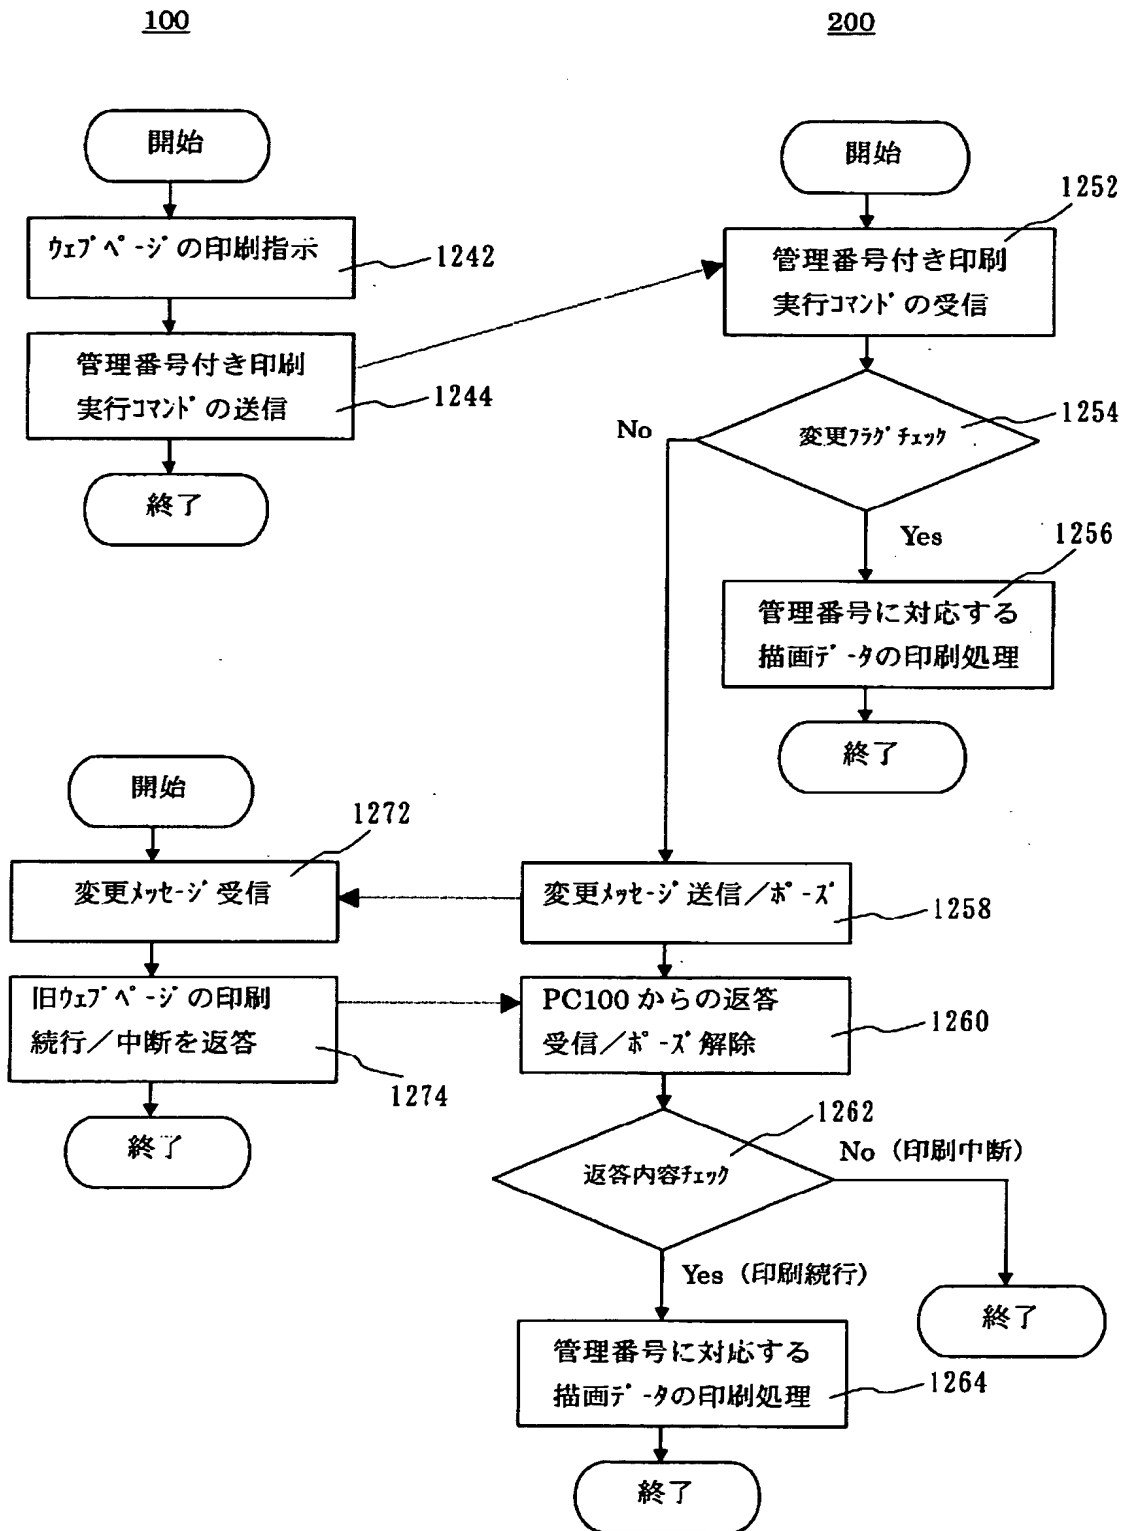 100
200
開始
ｳｪﾌﾞﾍﾟｰｼﾞの印刷指示
1242
管理番号付き印刷
実行ｺﾏﾝﾄﾞの送信
1244
終了
開始
1252
管理番号付き印刷
実行ｺﾏﾝﾄﾞの受信
1254
変更ﾌﾗｸﾞﾁｪｯｸ
No
Yes
1256
管理番号に対応する
描画ﾃﾞｰﾀの印刷処理
終了
開始
1272
変更ﾒｯｾｰｼﾞ受信
変更ﾒｯｾｰｼﾞ送信／ﾎﾟｰｽﾞ
1258
旧ｳｪﾌﾞﾍﾟｰｼﾞの印刷
続行／中断を返答
1274
終了
PC100からの返答
受信／ﾎﾟｰｽﾞ解除
1260
1262
返答内容ﾁｪｯｸ
No（印刷中断）
Yes（印刷続行）
終了
管理番号に対応する
描画ﾃﾞｰﾀの印刷処理
1264
終了